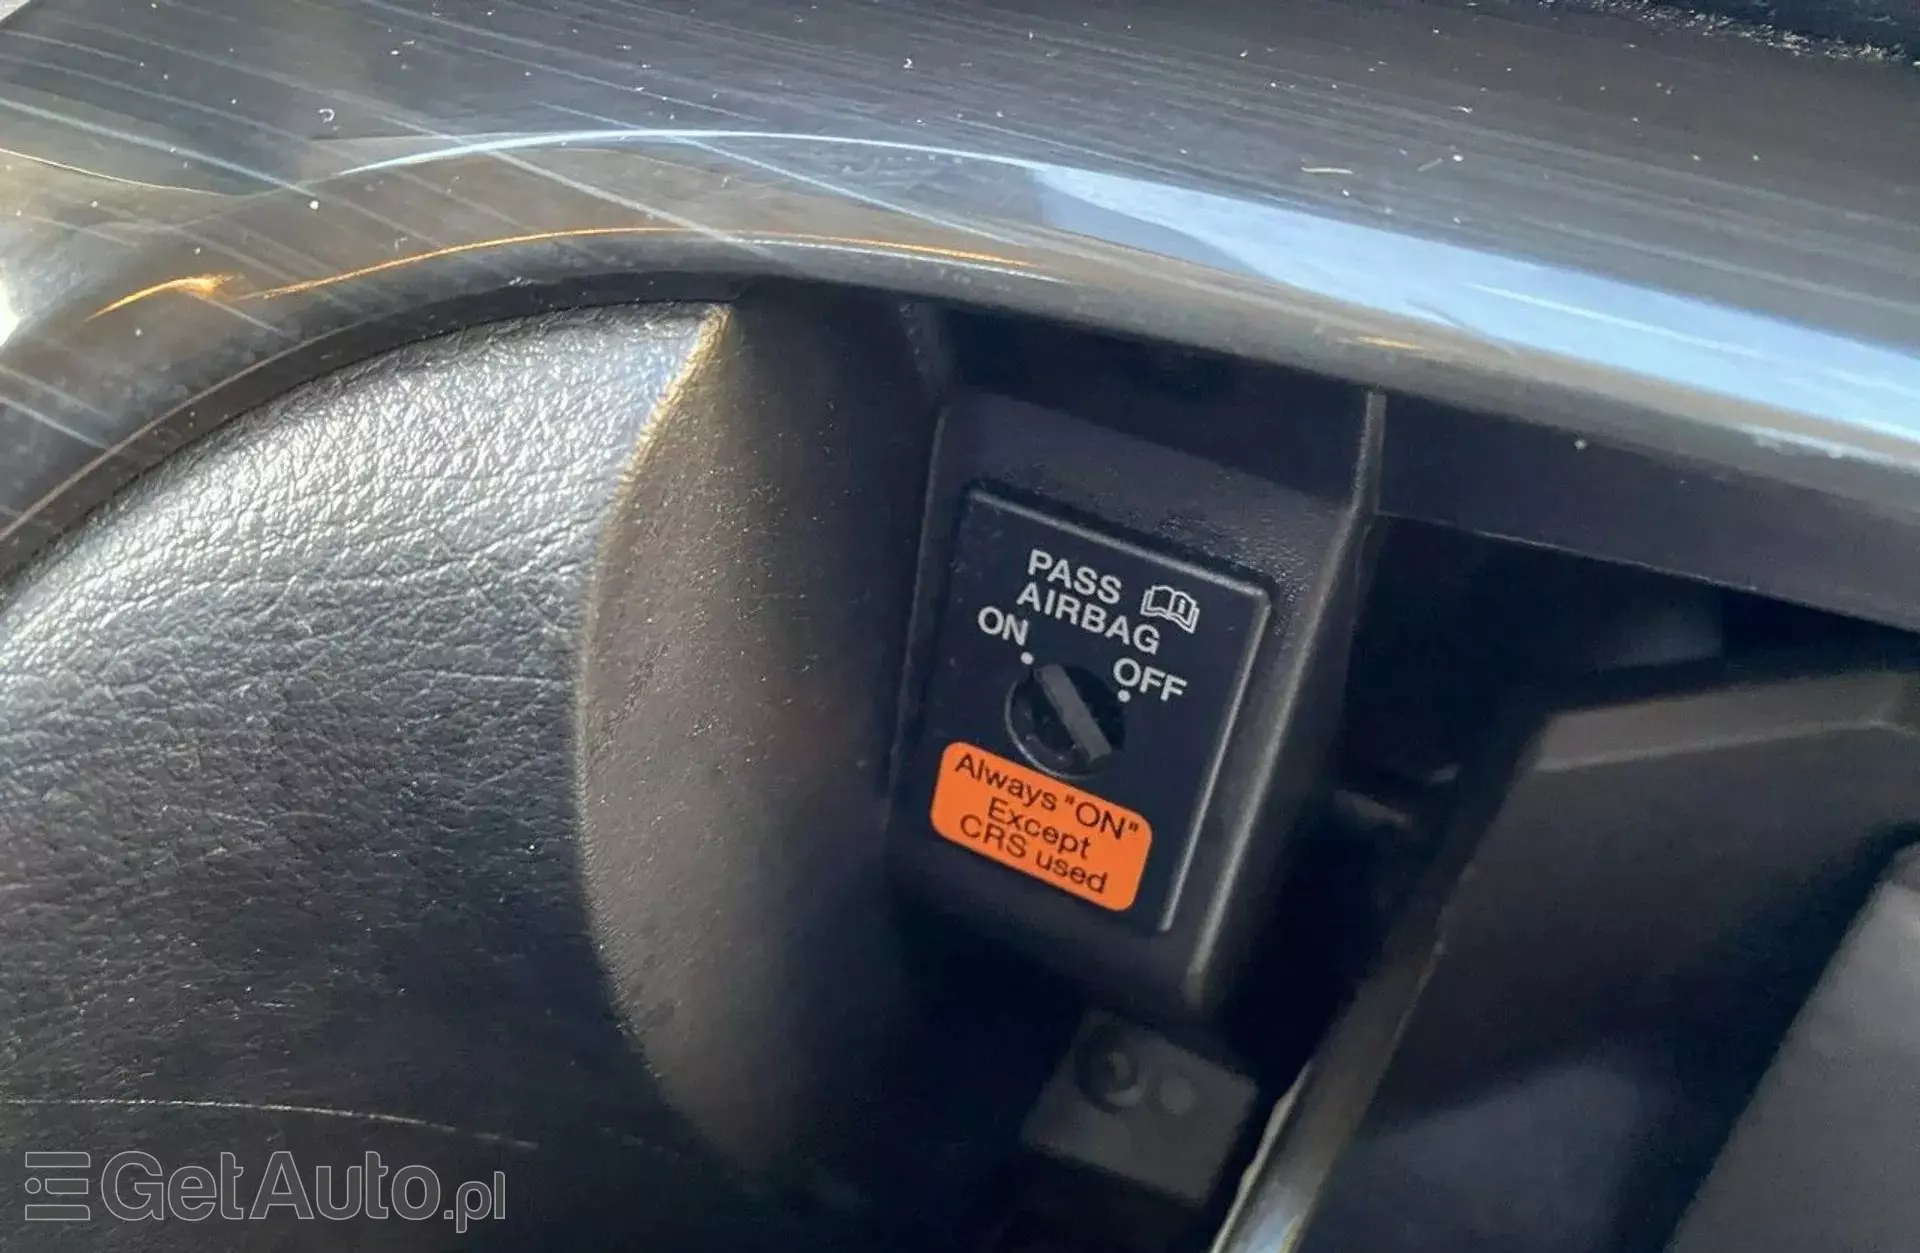 PASS
AIRBAG
ON
OFF
Always "ON"
Except
CRS used
GetAuto.pl